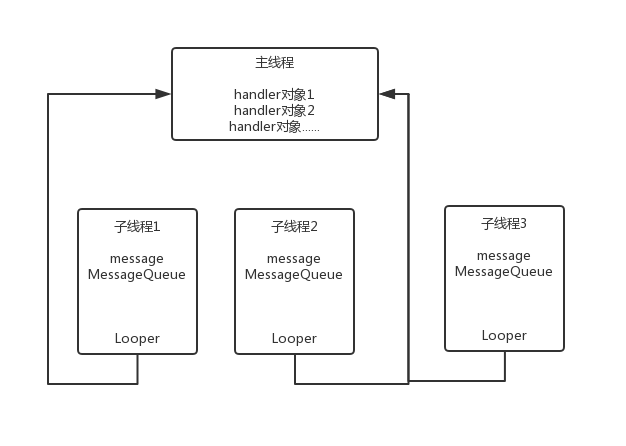 主线程
handler对象1
handler对象2
handler对象......
子线程1
message
MessageQueue
Looper
子线程2
message
MessageQueue
Looper
子线程3
message
MessageQueue
Looper